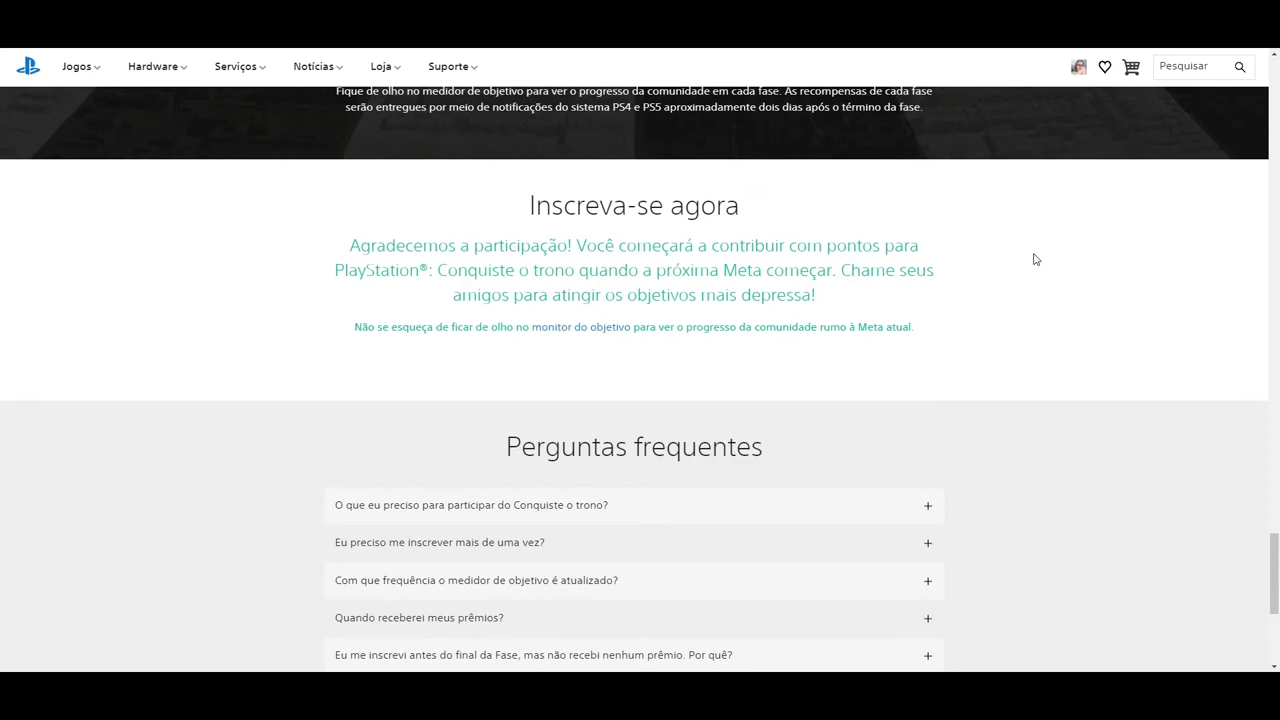 Jogos
Hardware
Serviços
Notícias
Loja
Suporte
Pesquisar
Fique de olho no medidor de objetivo para ver o progresso da comunidade em cada fase. As recompensas de cada fase
serão entregues por meio de notificações do sistema PS4 e PS5 aproximadamente dois dias após o término da fase.
Inscreva-se agora
Agradecemos a participação! Você começará a contribuir com pontos para
PlayStation®: Conquiste o trono quando a próxima Meta começar. Chame seus
amigos para atingir os objetivos mais depressa!
Não se esqueça de ficar de olho no monitor do objetivo para ver o progresso da comunidade rumo à Meta atual.
Perguntas frequentes
O que eu preciso para participar do Conquiste o trono?
Eu preciso me inscrever mais de uma vez?
Com que frequência o medidor de objetivo é atualizado?
Quando receberei meus prêmios?
Eu me inscrevi antes do final da Fase, mas não recebi nenhum prêmio. Por quê?